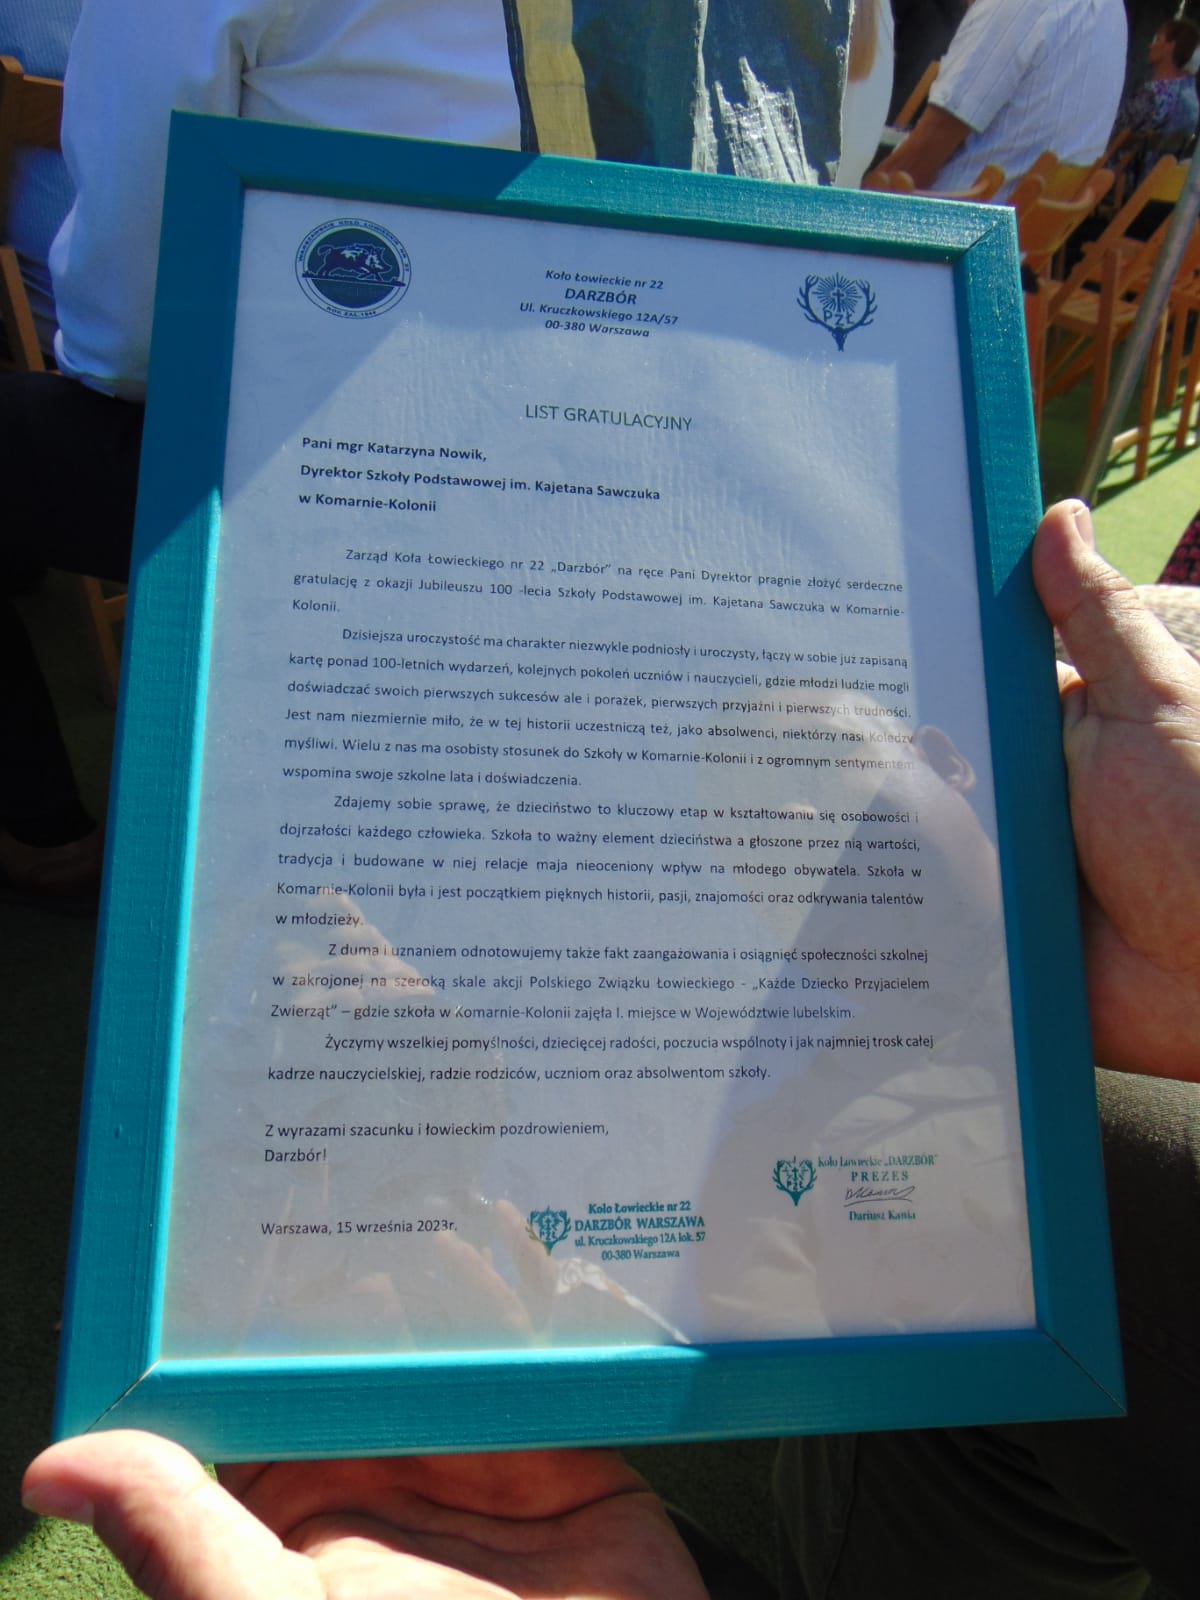 WARSZAWSKIE KOŁO ŁOWIECKIE NR 22
ROK ZAŁ. 1946
Koło Łowieckie nr 22
DARZBÓR
Ul. Kruczkowskiego 12A/57
00-380 Warszawa
PZŁ
LIST GRATULACYJNY
Pani mgr Katarzyna Nowik,
Dyrektor Szkoły Podstawowej im. Kajetana Sawczuka
w Komarnie-Kolonii
Zarząd Koła Łowieckiego nr 22 „Darzbór” na ręce Pani Dyrektor pragnie złożyć serdeczne
gratulację z okazji Jubileuszu 100 -lecia Szkoły Podstawowej im. Kajetana Sawczuka w Komarnie-
Kolonii.
Dzisiejsza uroczystość ma charakter niezwykle podniosły i uroczysty, łączy w sobie już zapisaną
kartę ponad 100-letnich wydarzeń, kolejnych pokoleń uczniów i nauczycieli, gdzie młodzi ludzie mogli
doświadczać swoich pierwszych sukcesów ale i porażek, pierwszych przyjaźni i pierwszych trudności.
Jest nam niezmiernie miło, że w tej historii uczestniczą też, jako absolwenci, niektórzy nasi Koledzy
myśliwi. Wielu z nas ma osobisty stosunek do Szkoły w Komarnie-Kolonii i z ogromnym sentymentem
wspomina swoje szkolne lata i doświadczenia.
Zdajemy sobie sprawę, że dzieciństwo to kluczowy etap w kształtowaniu się osobowości i
dojrzałości każdego człowieka. Szkoła to ważny element dzieciństwa a głoszone przez nią wartości,
tradycja i budowane w niej relacje maja nieoceniony wpływ na młodego obywatela. Szkoła w
Komarnie-Kolonii była i jest początkiem pięknych historii, pasji, znajomości oraz odkrywania talentów
w młodzieży.
Z duma i uznaniem odnotowujemy także fakt zaangażowania i osiągnięć społeczności szkolnej
w zakrojonej na szeroką skale akcji Polskiego Związku Łowieckiego - „Każde Dziecko Przyjacielem
Zwierząt” – gdzie szkoła w Komarnie-Kolonii zajęła I. miejsce w Województwie lubelskim.
Życzymy wszelkiej pomyślności, dziecięcej radości, poczucia wspólnoty i jak najmniej trosk całej
kadrze nauczycielskiej, radzie rodziców, uczniom oraz absolwentom szkoły.
Z wyrazami szacunku i łowieckim pozdrowieniem,
Darzbór!
PZŁ
Koło Łowieckie „DARZBÓR”
PREZES
Dariusz Kania
Warszawa, 15 września 2023r.
PZŁ
Koło Łowieckie nr 22
DARZBÓR WARSZAWA
ul. Kruczkowskiego 12A lok. 57
00-380 Warszawa